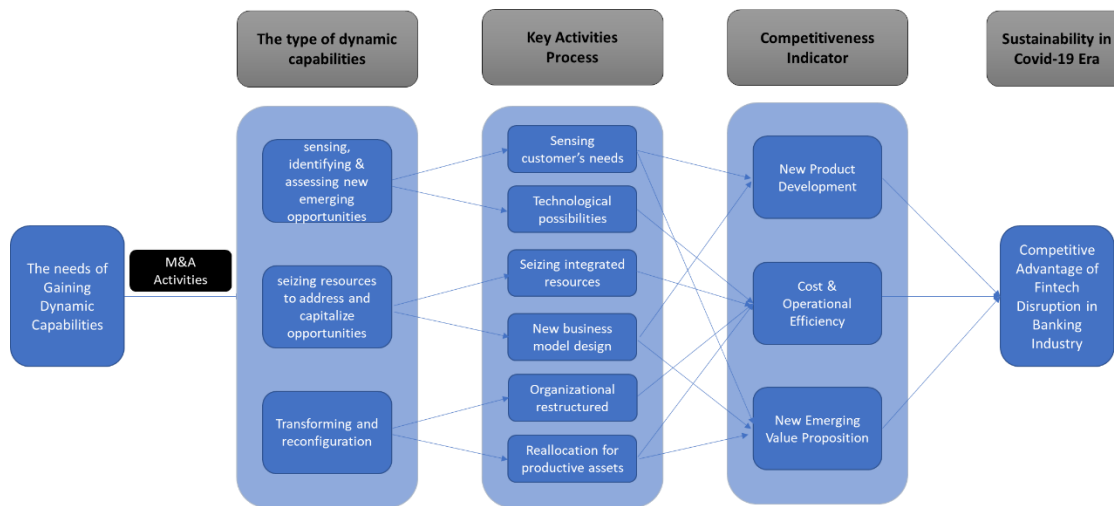 The type of dynamic
capabilities
Key Activities
Process
Competitiveness
Indicator
Sustainability in
Covid-19 Era
The needs of
Gaining
Dynamic
Capabilities
M&A
Activities
sensing,
identifying &
assessing new
emerging
opportunities
seizing resources
to address and
capitalize
opportunities
Transforming and
reconfiguration
Sensing
customer's needs
Technological
possibilities
Seizing integrated
resources
New business
model design
Organizational
restructured
Reallocation for
productive assets
New Product
Development
Cost &
Operational
Efficiency
New Emerging
Value Proposition
Competitive
Advantage of
Fintech
Disruption in
Banking
Industry